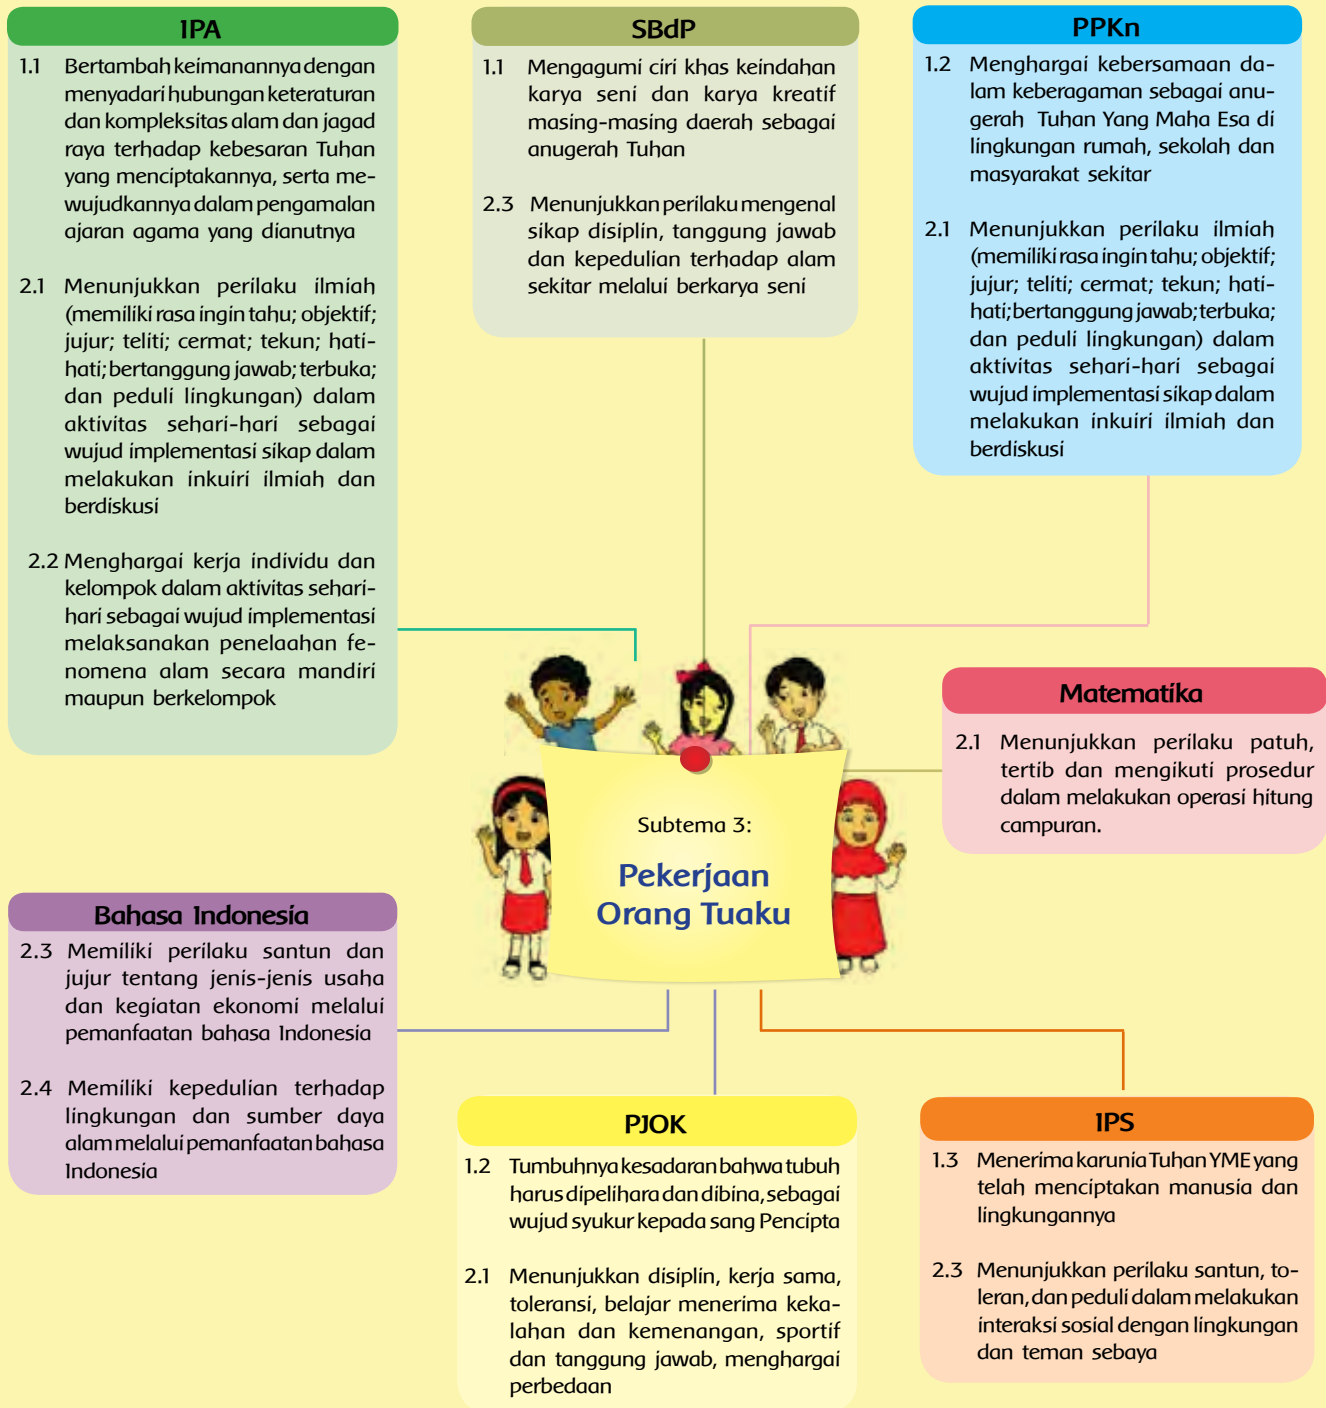 IPA
1.1 Bertambah keimanannya dengan
menyadari hubungan keteraturan
dan kompleksitas alam dan jagad
raya terhadap kebesaran Tuhan
yang menciptakannya, serta me-
wujudkannya dalam pengamalan
ajaran agama yang dianutnya
2.1 Menunjukkan perilaku ilmiah
(memiliki rasa ingin tahu; objektif;
jujur; teliti; cermat; tekun; hati-
hati; bertanggung jawab; terbuka;
dan peduli lingkungan) dalam
aktivitas sehari-hari sebagai
wujud implementasi sikap dalam
melakukan inkuiri ilmiah dan
berdiskusi
2.2 Menghargai kerja individu dan
kelompok dalam aktivitas sehari-
hari sebagai wujud implementasi
melaksanakan penelaahan fe-
nomena alam secara mandiri
maupun berkelompok
SBdP
1.1 Mengagumi ciri khas keindahan
karya seni dan karya kreatif
masing-masing daerah sebagai
anugerah Tuhan
2.3 Menunjukkan perilaku mengenal
sikap disiplin, tanggung jawab
dan kepedulian terhadap alam
sekitar melalui berkarya seni
PPKn
1.2 Menghargai kebersamaan da-
lam keberagaman sebagai anu-
gerah Tuhan Yang Maha Esa di
lingkungan rumah, sekolah dan
masyarakat sekitar
2.1 Menunjukkan perilaku ilmiah
(memiliki rasa ingin tahu; objektif;
jujur; teliti; cermat; tekun; hati-
hati; bertanggung jawab; terbuka;
dan peduli lingkungan) dalam
aktivitas sehari-hari sebagai
wujud implementasi sikap dalam
melakukan inkuiri ilmiah dan
berdiskusi
Matematika
2.1 Menunjukkan perilaku patuh,
tertib dan mengikuti prosedur
dalam melakukan operasi hitung
campuran.
Subtema 3:
Pekerjaan
Orang Tuaku
Bahasa Indonesia
2.3 Memiliki perilaku santun dan
jujur tentang jenis-jenis usaha
dan kegiatan ekonomi melalui
pemanfaatan bahasa Indonesia
2.4 Memiliki kepedulian terhadap
lingkungan dan sumber daya
alam melalui pemanfaatan bahasa
Indonesia
PJOK
1.2 Tumbuhnya kesadaran bahwa tubuh
harus dipelihara dan dibina, sebagai
wujud syukur kepada sang Pencipta
2.1 Menunjukkan disiplin, kerja sama,
toleransi, belajar menerima keka-
lahan dan kemenangan, sportif
dan tanggung jawab, menghargai
perbedaan
IPS
1.3 Menerima karunia Tuhan YME yang
telah menciptakan manusia dan
lingkungannya
2.3 Menunjukkan perilaku santun, to-
leran, dan peduli dalam melakukan
interaksi sosial dengan lingkungan
dan teman sebaya